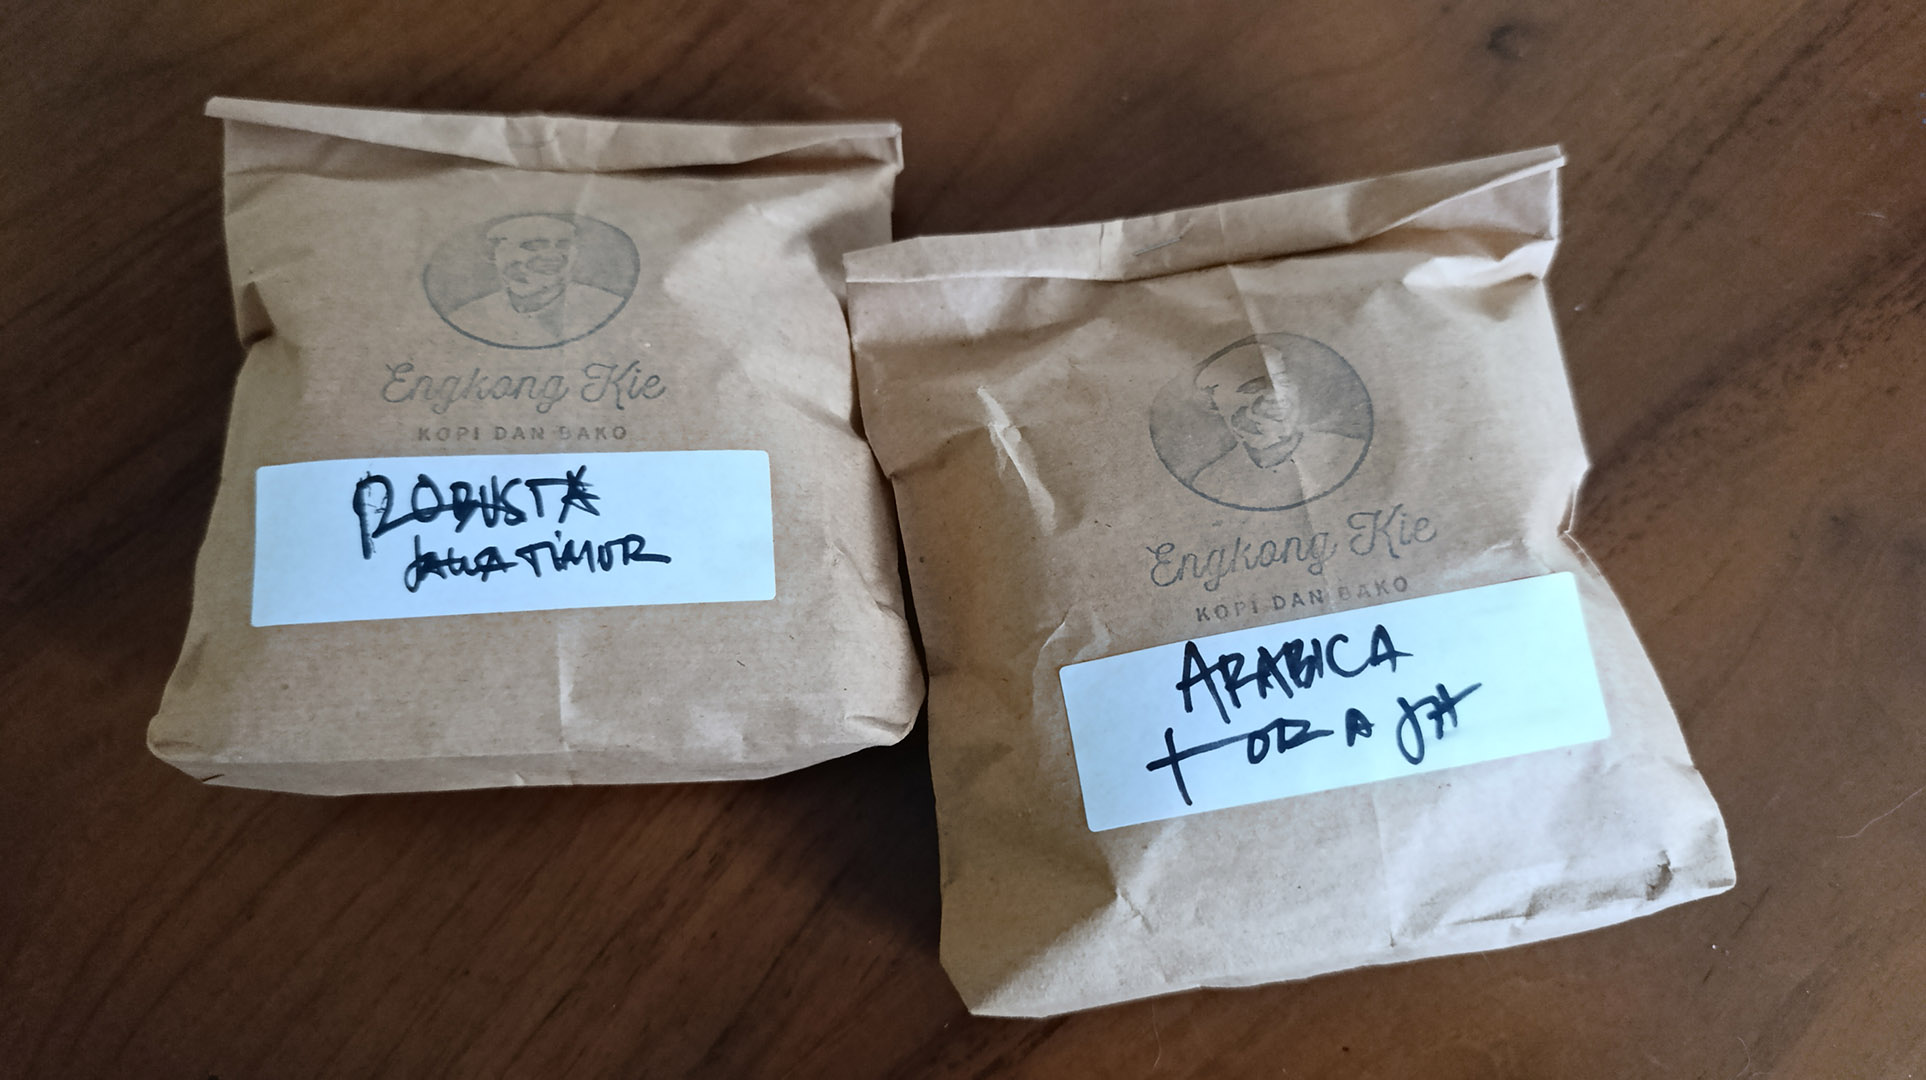 Engkong Kie
KOPI DAN BAKO
ROBUSTA
JAWA TIMUR
Engkong Kie
KOPI DAN BAKO
ARABICA
TORAJA